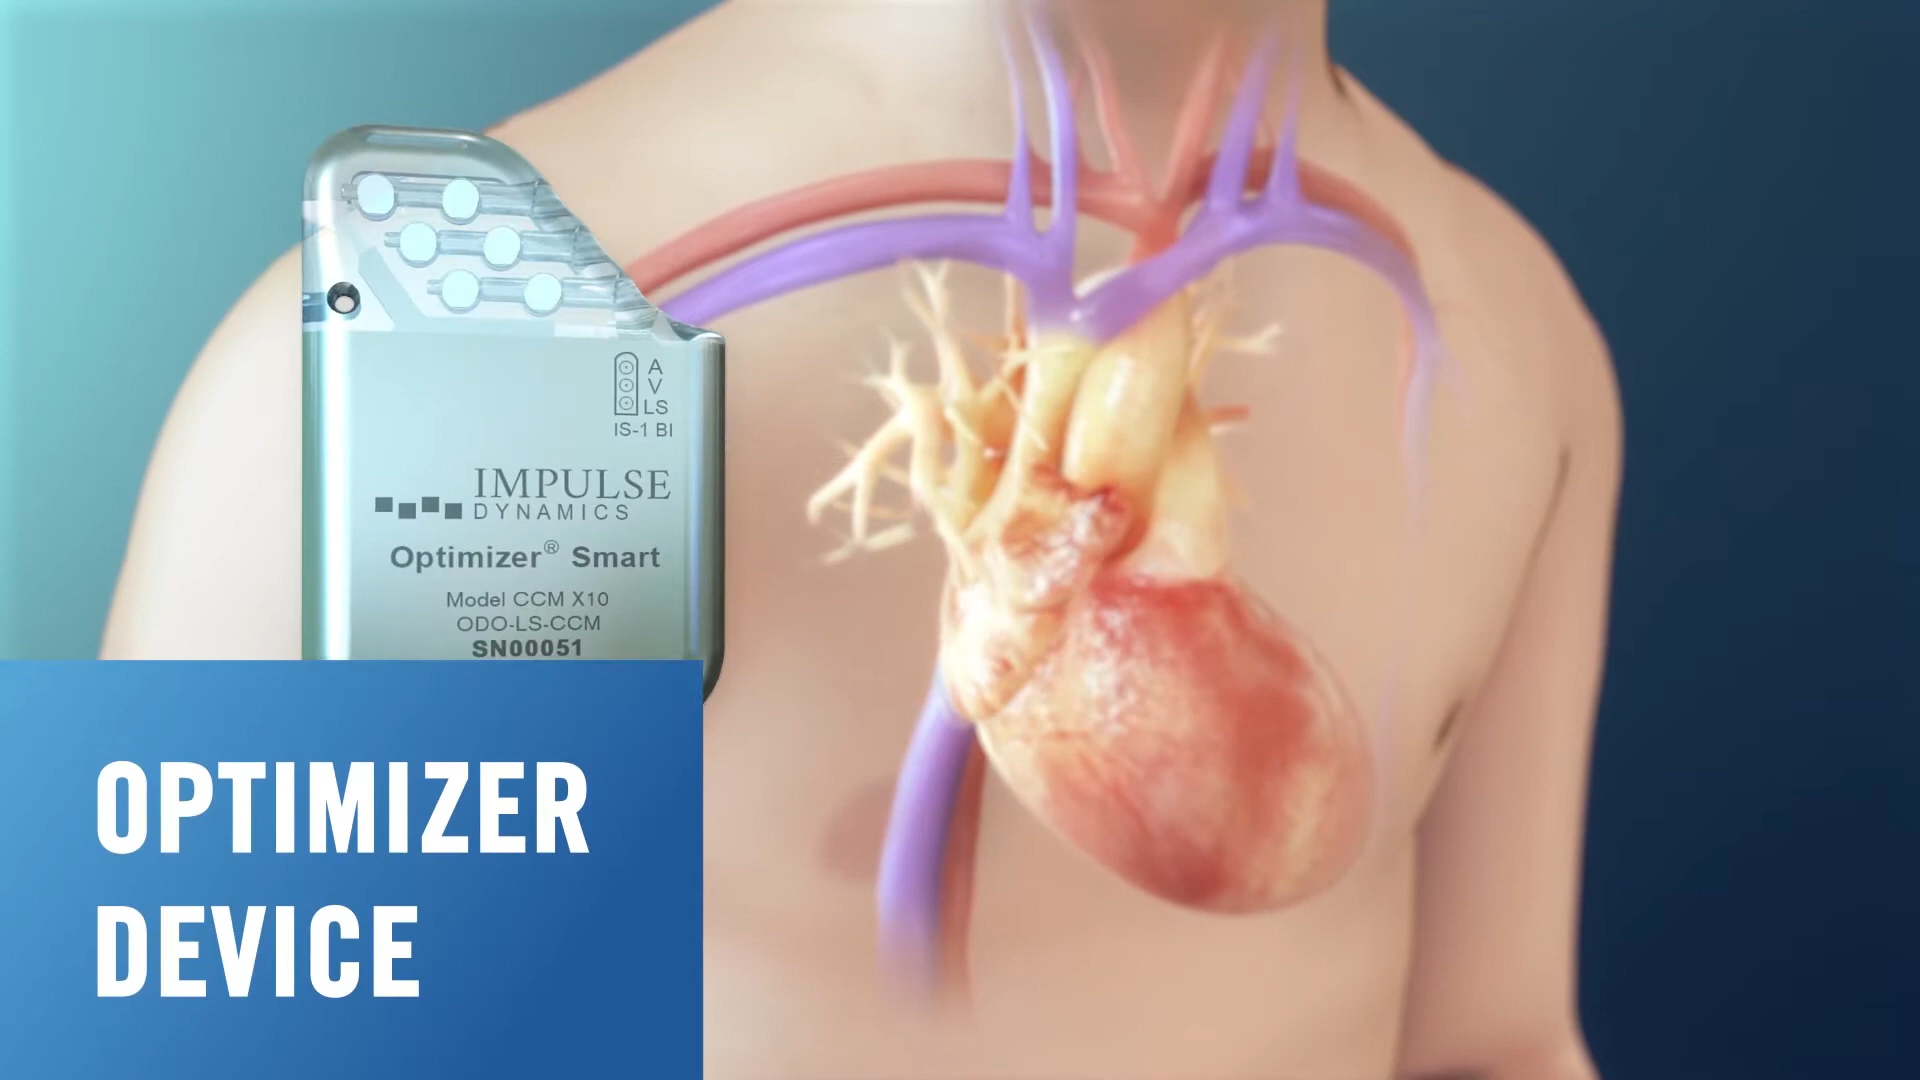 A
V
LS
IS-1 BI
IMPULSE
DYNAMICS
Optimizer® Smart
Model CCM X10
ODO-LS-CCM
SN00051
OPTIMIZER
DEVICE